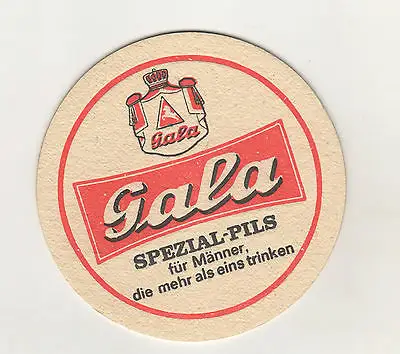 Gala
Gala
SPEZIAL-PILS
für Männer,
die mehr als eins trinken